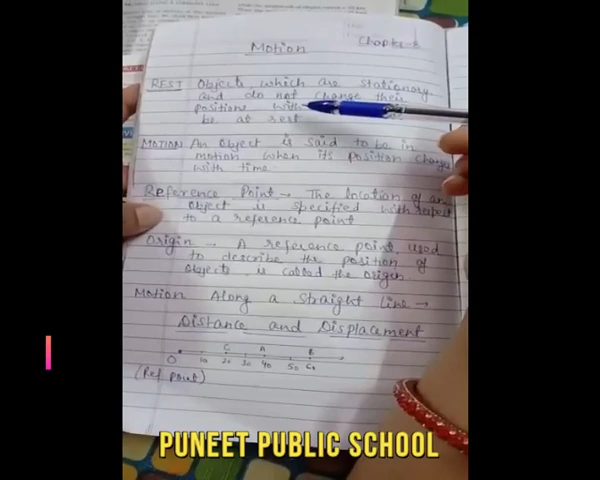 Chapter-8
Motion
REST Objects which are stationary
and do not change their
positions with
be at rest
MOTION An object is said to be in
motion when its position change
with time.
Reference Point → The location of an
object is specified with respect
to a reference point
Origin → A reference point used
to describe the position of
objects is called the origin.
Motion Along a straight line →
Distance and Displacement
C A B
O 10 20 30 40 50 60
(Ref point)
PUNEET PUBLIC SCHOOL